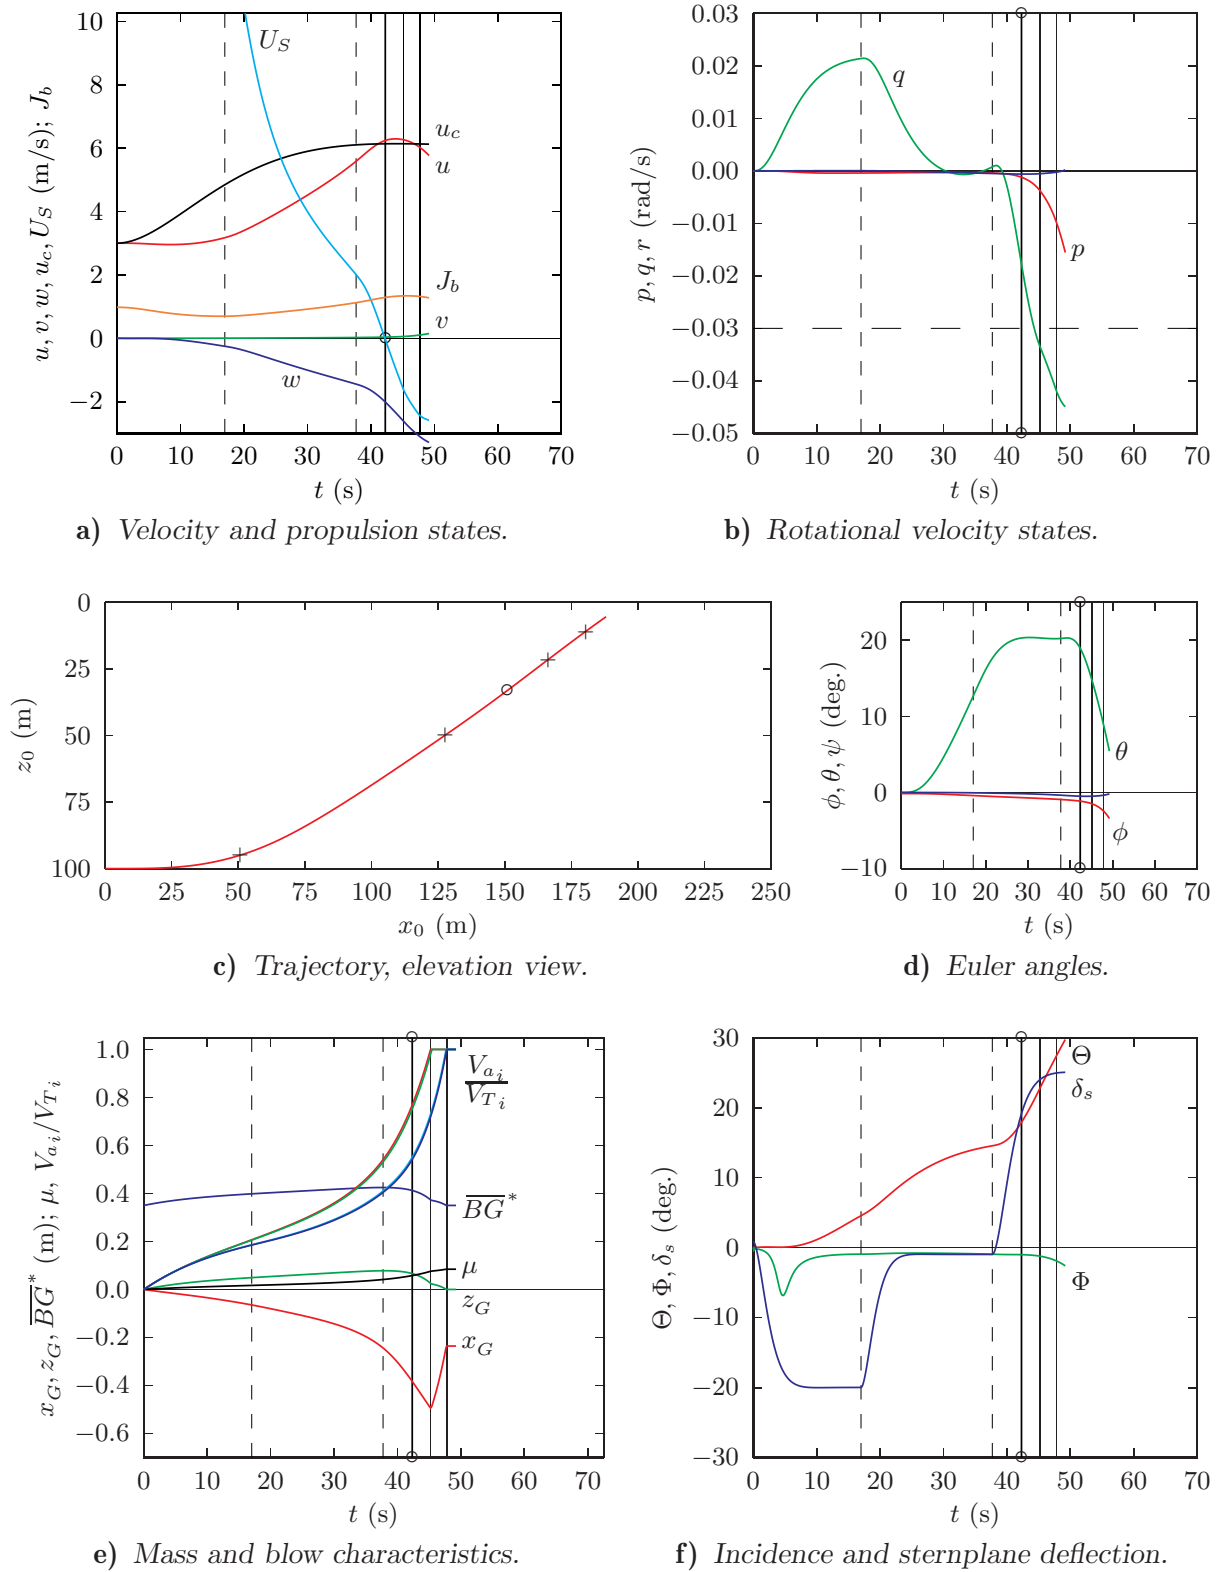 10
8
6
4
2
0
−2
0 10 20 30 40 50 60 70
t (s)
u, v, w, u_c, U_S (m/s); J_b
U_S
u_c
u
J_b
v
w
a) Velocity and propulsion states.
0.03
0.02
0.01
0.00
−0.01
−0.02
−0.03
−0.04
−0.05
0 10 20 30 40 50 60 70
t (s)
p, q, r (rad/s)
q
p
b) Rotational velocity states.
0
25
50
75
100
0 25 50 75 100 125 150 175 200 225 250
x_0 (m)
z_0 (m)
c) Trajectory, elevation view.
20
10
0
−10
0 10 20 30 40 50 60 70
t (s)
ϕ, θ, ψ (deg.)
θ
ϕ
d) Euler angles.
1.0
0.8
0.6
0.4
0.2
0.0
−0.2
−0.4
−0.6
0 10 20 30 40 50 60 70
t (s)
x_G, z_G, \overline{BG}^* (m); μ, V_{a_i}/V_{T_i}
V_{a_i}
V_{T_i}
\overline{BG}^*
μ
z_G
x_G
e) Mass and blow characteristics.
30
20
10
0
−10
−20
−30
0 10 20 30 40 50 60 70
t (s)
Θ, Φ, δ_s (deg.)
Θ
δ_s
Φ
f) Incidence and sternplane deflection.